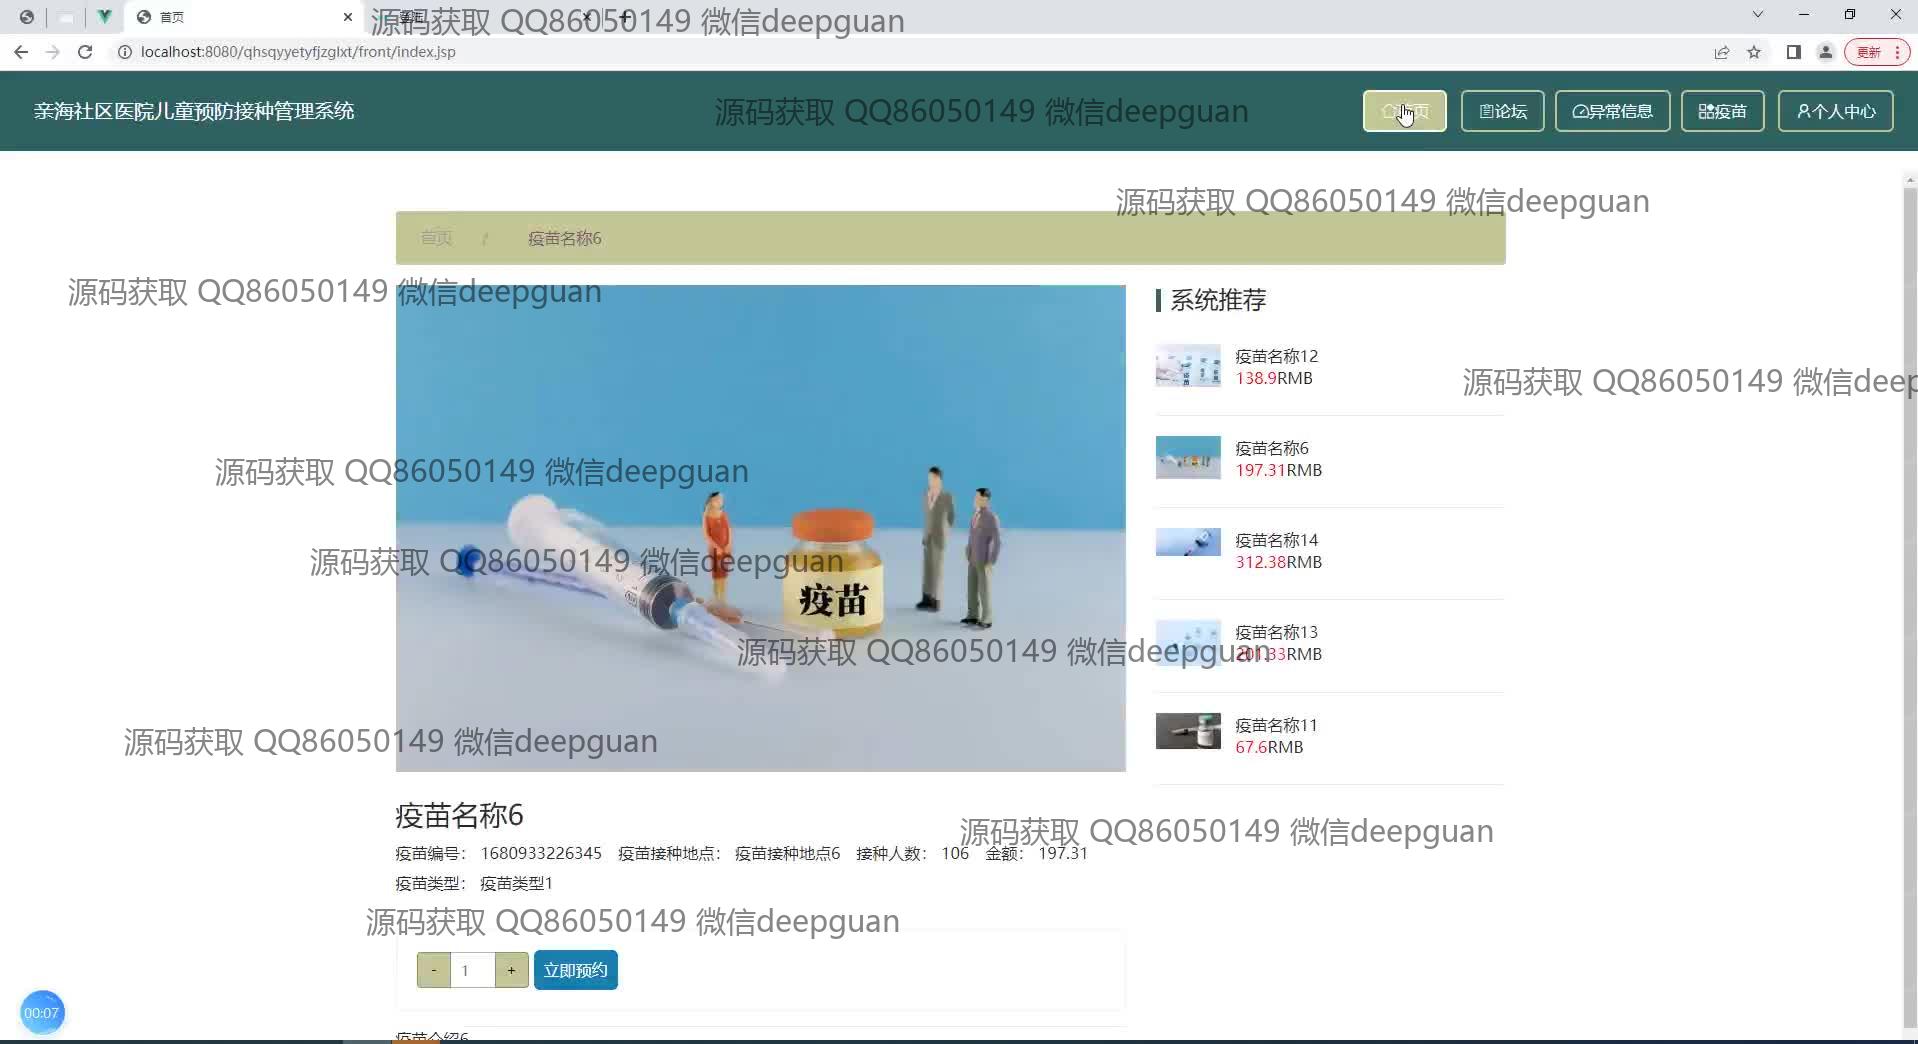 首页
源码获取 QQ86050149 微信deepguan
localhost:8080/qhsqyyetyfjzglxt/front/index.jsp
更新
亲海社区医院儿童预防接种管理系统
源码获取 QQ86050149 微信deepguan
论坛
异常信息
疫苗
个人中心
源码获取 QQ86050149 微信deepguan
首页 / 疫苗名称6
源码获取 QQ86050149 微信deepguan
系统推荐
疫苗名称12
138.9RMB
源码获取 QQ86050149 微信deep
疫苗名称6
197.31RMB
源码获取 QQ86050149 微信deepguan
疫苗名称14
312.38RMB
源码获取 QQ86050149 微信deepguan
疫苗
疫苗名称13
201.33RMB
源码获取 QQ86050149 微信deepguan
疫苗名称11
67.6RMB
源码获取 QQ86050149 微信deepguan
疫苗名称6
源码获取 QQ86050149 微信deepguan
疫苗编号： 1680933226345 疫苗接种地点： 疫苗接种地点6 接种人数： 106 金额： 197.31
疫苗类型： 疫苗类型1
源码获取 QQ86050149 微信deepguan
- 1 + 立即预约
00:07
疫苗介绍6